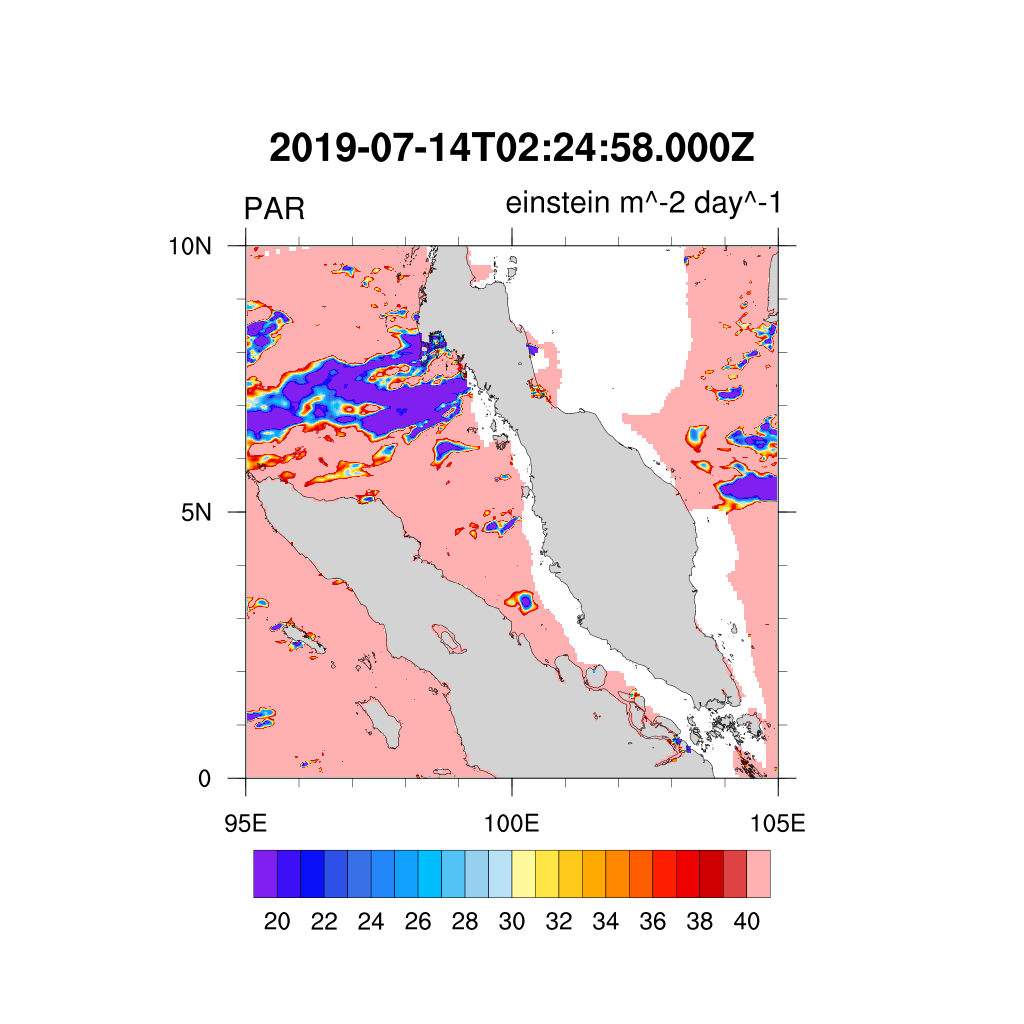 2019-07-14T02:24:58.000Z
PAR einstein m^-2 day^-1
10N
5N
0
95E 100E 105E
20 22 24 26 28 30 32 34 36 38 40